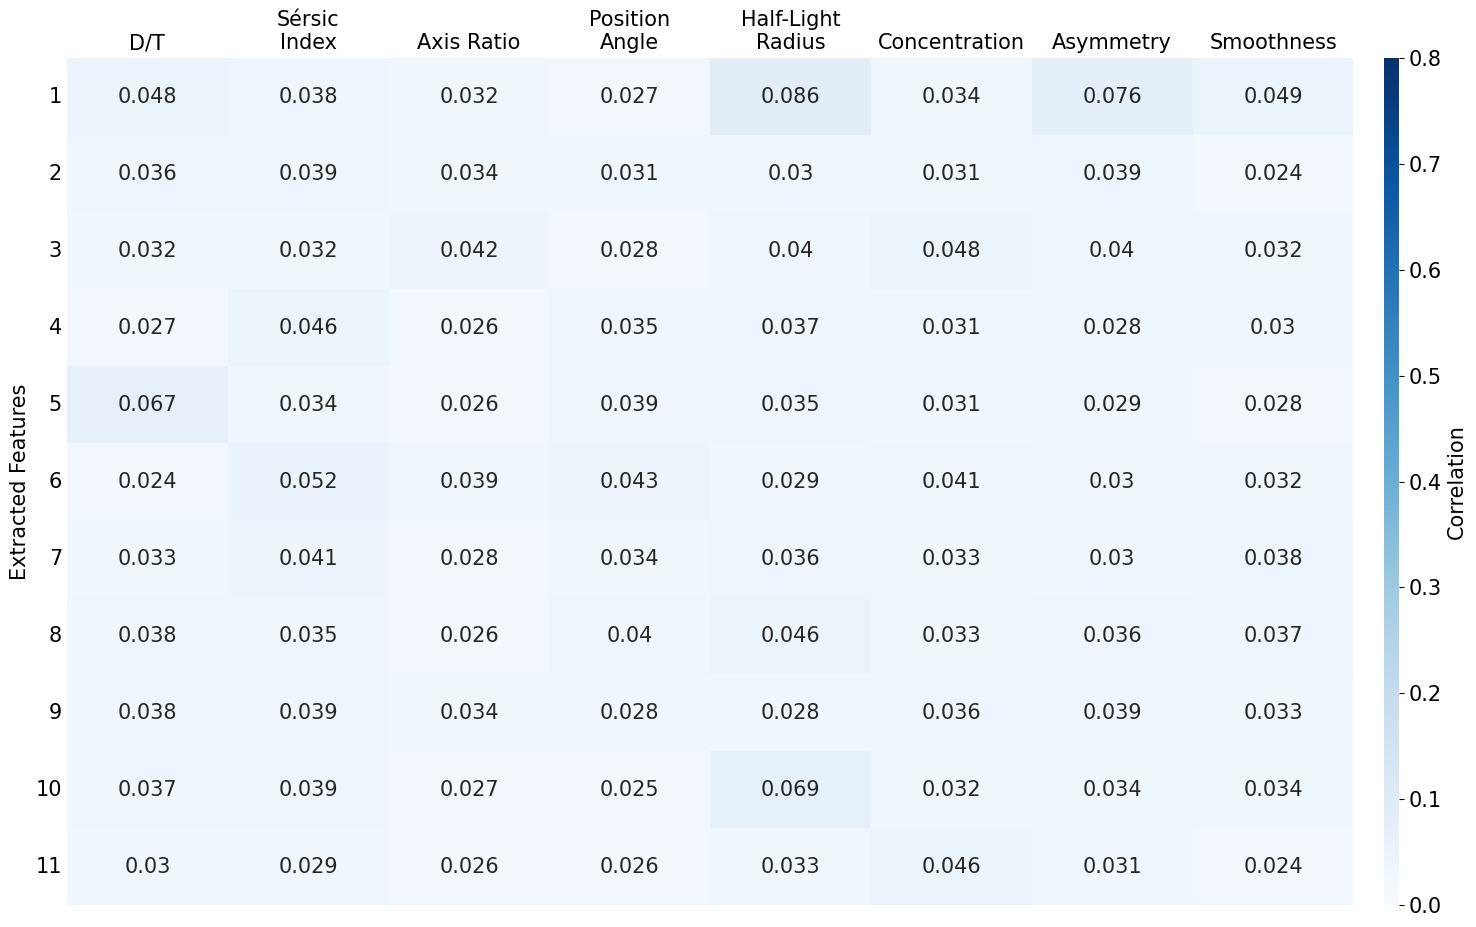 Sérsic Position Half-Light
D/T Index Axis Ratio Angle Radius Concentration Asymmetry Smoothness
1 0.048 0.038 0.032 0.027 0.086 0.034 0.076 0.049
2 0.036 0.039 0.034 0.031 0.03 0.031 0.039 0.024
3 0.032 0.032 0.042 0.028 0.04 0.048 0.04 0.032
4 0.027 0.046 0.026 0.035 0.037 0.031 0.028 0.03
5 0.067 0.034 0.026 0.039 0.035 0.031 0.029 0.028
6 0.024 0.052 0.039 0.043 0.029 0.041 0.03 0.032
7 0.033 0.041 0.028 0.034 0.036 0.033 0.03 0.038
8 0.038 0.035 0.026 0.04 0.046 0.033 0.036 0.037
9 0.038 0.039 0.034 0.028 0.028 0.036 0.039 0.033
10 0.037 0.039 0.027 0.025 0.069 0.032 0.034 0.034
11 0.03 0.029 0.026 0.026 0.033 0.046 0.031 0.024
Extracted Features
0.8
0.7
0.6
0.5
0.4
0.3
0.2
0.1
0.0
Correlation